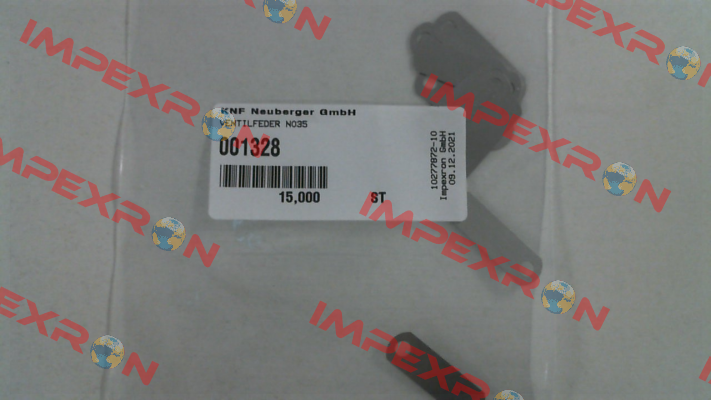 KNF Neuberger GmbH
VENTILFEDER N035
001328
15,000 ST
10277872-10
Impexron GmbH
09.12.2021
IMPEXRON
IMPEXRON
IMPEXRON
IMPEXRON
IMPEXRON
IMPEXRON
IMPEXRON
IMPEXRON